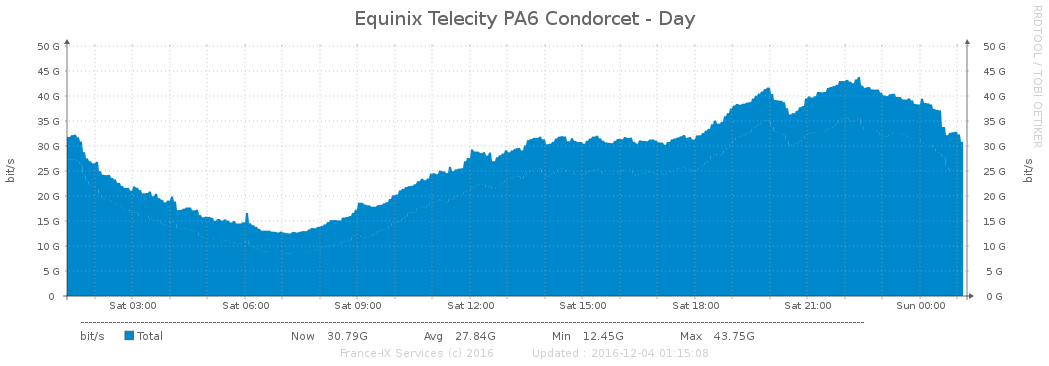 Equinix Telecity PA6 Condorcet - Day
RRDTOOL / TOBI OETIKER
50 G 50 G
45 G 45 G
40 G 40 G
35 G 35 G
30 G 30 G
25 G 25 G
20 G 20 G
15 G 15 G
10 G 10 G
5 G 5 G
0 0 G
bit/s bit/s
Sat 03:00 Sat 06:00 Sat 09:00 Sat 12:00 Sat 15:00 Sat 18:00 Sat 21:00 Sun 00:00
bit/s Total Now 30.79G Avg 27.84G Min 12.45G Max 43.75G
France-IX Services (c) 2016 Updated : 2016-12-04 01:15:08